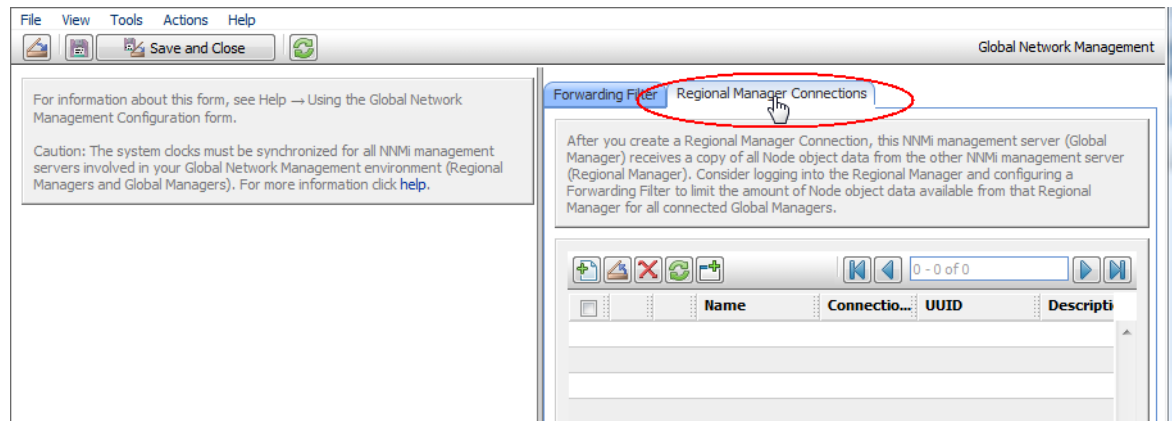 File View Tools Actions Help
Save and Close
Global Network Management
For information about this form, see Help → Using the Global Network
Management Configuration form.
Caution: The system clocks must be synchronized for all NNMi management
servers involved in your Global Network Management environment (Regional
Managers and Global Managers). For more information click help.
Forwarding Filter Regional Manager Connections
After you create a Regional Manager Connection, this NNMi management server (Global
Manager) receives a copy of all Node object data from the other NNMi management server
(Regional Manager). Consider logging into the Regional Manager and configuring a
Forwarding Filter to limit the amount of Node object data available from that Regional
Manager for all connected Global Managers.
0 - 0 of 0
Name Connectio... UUID Descripti